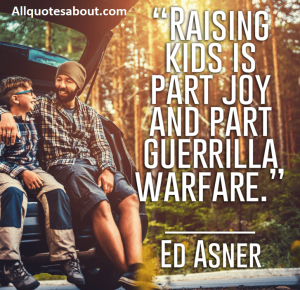 Allquotesabout.com
“Raising
kids is
part joy
and part
guerrilla
warfare.”
Ed Asner